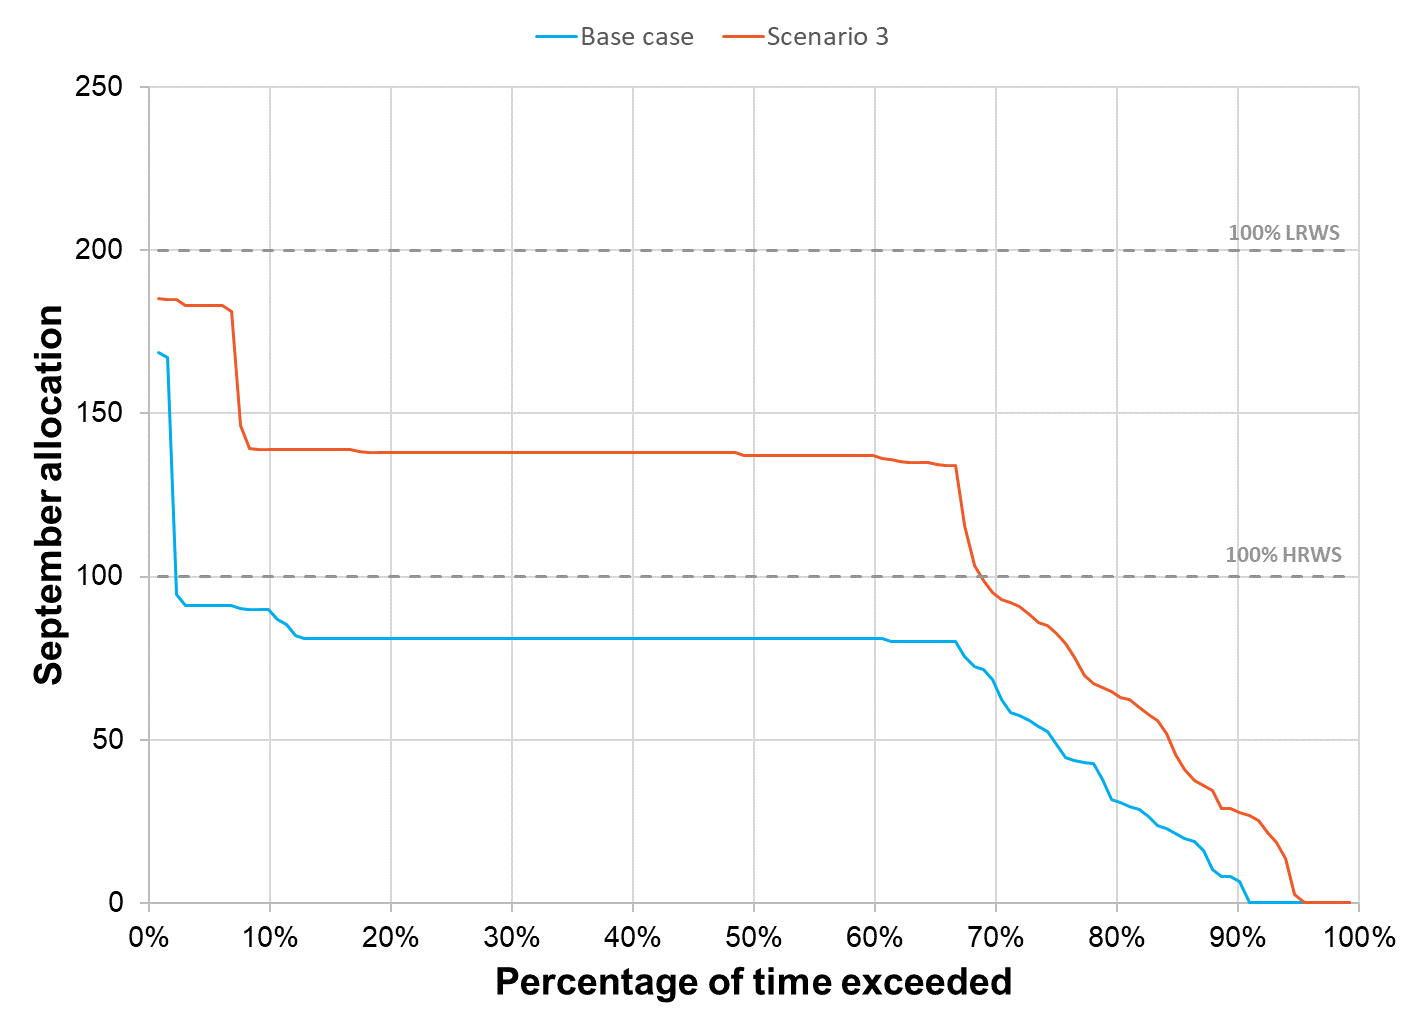 Base case Scenario 3
250
200
150
100
50
0
100% LRWS
100% HRWS
September allocation
0% 10% 20% 30% 40% 50% 60% 70% 80% 90% 100%
Percentage of time exceeded